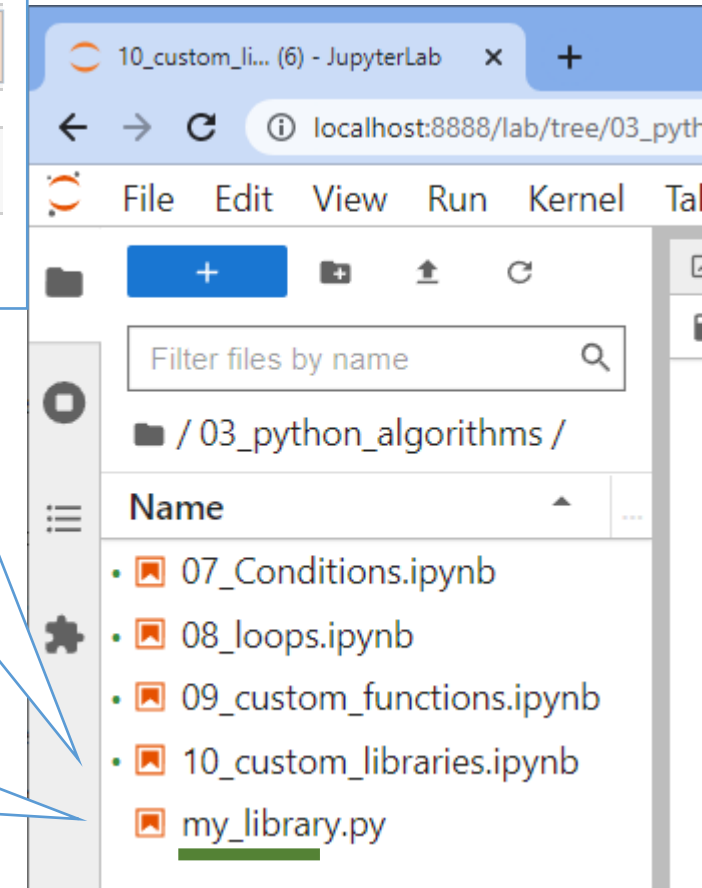 10_custom_li... (6) - JupyterLab
localhost:8888/lab/tree/03_pyth
File Edit View Run Kernel Tal
Filter files by name
/ 03_python_algorithms /
Name
...
07_Conditions.ipynb
08_loops.ipynb
09_custom_functions.ipynb
10_custom_libraries.ipynb
my_library.py